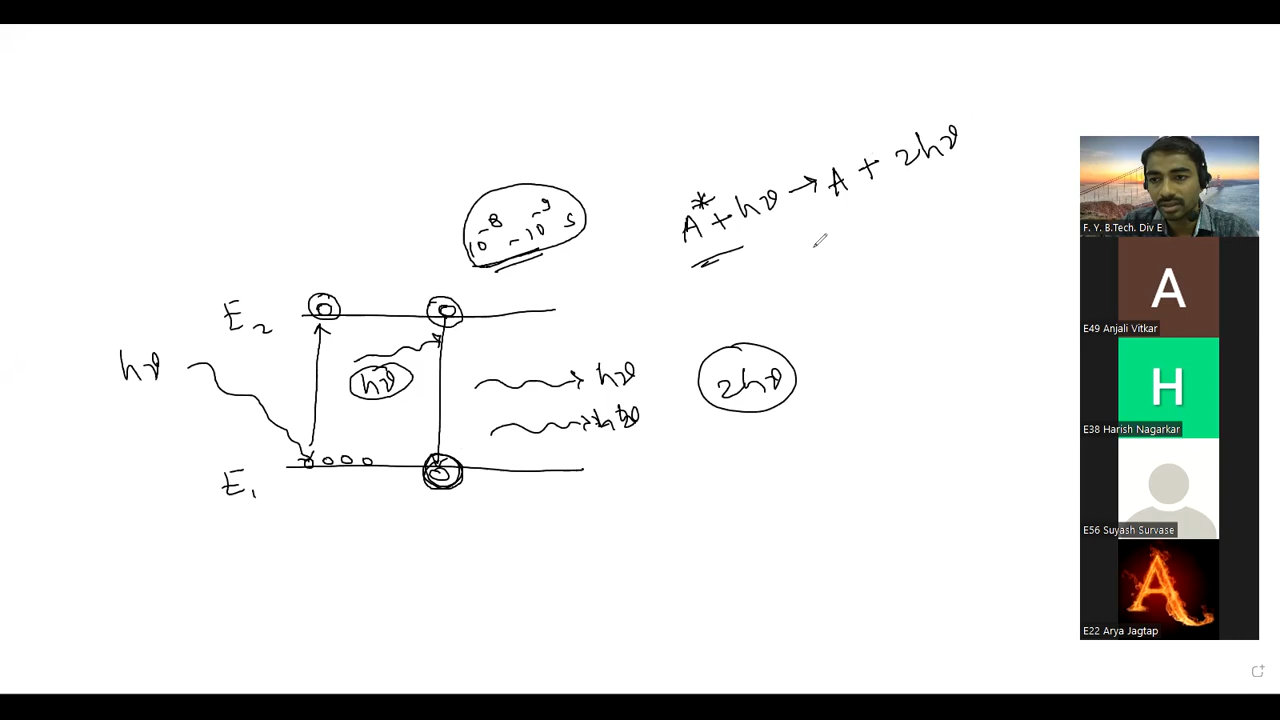 A* + hν → A + 2hν
10⁻⁸ - 10⁻⁹ s
E₂
hν
hν
hν
hν
2hν
E₁
F. Y. B.Tech. Div E
A
E49 Anjali Vitkar
H
E38 Harish Nagarkar
E56 Suyash Survase
A
E22 Arya Jagtap